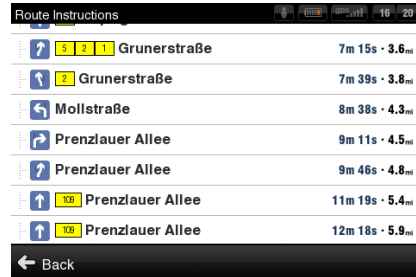 Route Instructions GPS 16 20
5 2 1 Grunerstraße 7m 15s · 3.6mi
2 Grunerstraße 7m 39s · 3.8mi
Mollstraße 8m 38s · 4.3mi
Prenzlauer Allee 9m 11s · 4.5mi
Prenzlauer Allee 9m 46s · 4.8mi
109 Prenzlauer Allee 11m 19s · 5.4mi
109 Prenzlauer Allee 12m 18s · 5.9mi
Back